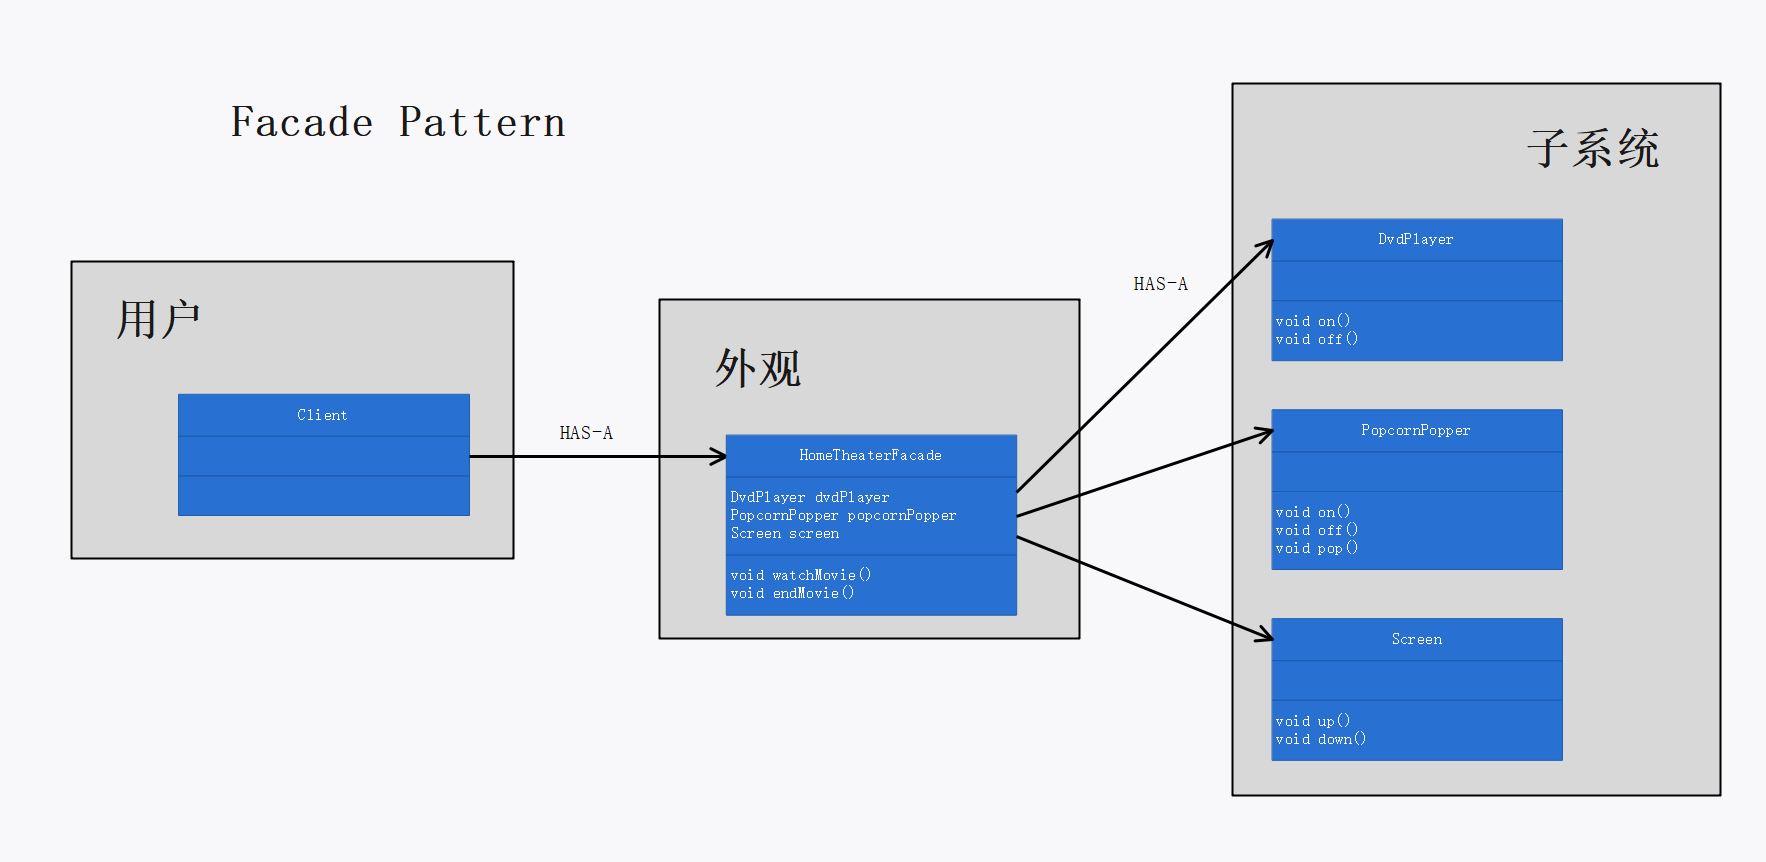 Facade Pattern
用户
Client
HAS-A
外观
HomeTheaterFacade
DvdPlayer dvdPlayer
PopcornPopper popcornPopper
Screen screen
void watchMovie()
void endMovie()
HAS-A
子系统
DvdPlayer
void on()
void off()
PopcornPopper
void on()
void off()
void pop()
Screen
void up()
void down()